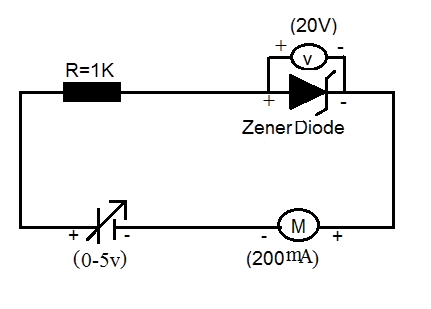 (20V)
+ -
V
R=1K
+ -
Zener Diode
+ - - M +
(0-5v) (200mA)